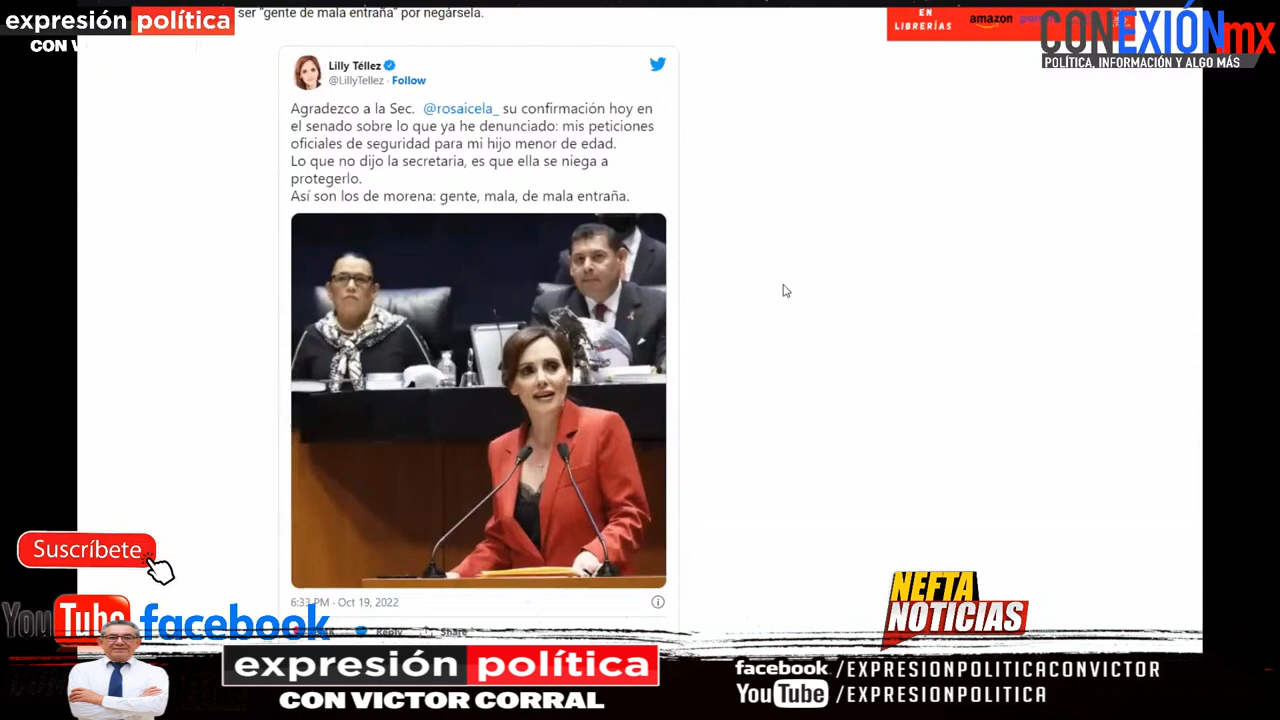 expresión política
ser "gente de mala entraña" por negársela.
EN
LIBRERÍAS
amazon
CONEXIÓNmx
POLÍTICA, INFORMACIÓN Y ALGO MÁS
Lilly Téllez
@LillyTellez · Follow
Agradezco a la Sec. @rosaicela_ su confirmación hoy en
el senado sobre lo que ya he denunciado: mis peticiones
oficiales de seguridad para mi hijo menor de edad.
Lo que no dijo la secretaria, es que ella se niega a
protegerlo.
Así son los de morena: gente, mala, de mala entraña.
6:33 PM · Oct 19, 2022
Reply
Share
Suscríbete
YouTube facebook
NEFTA
NOTICIAS
expresión política
CON VICTOR CORRAL
facebook /EXPRESIONPOLITICACONVICTOR
YouTube /EXPRESIONPOLITICA